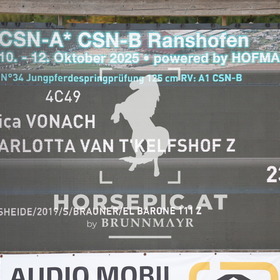 CSN-A* CSN-B Ranshofen
10. - 12. Oktober 2025 • powered by HOFMA
N°34 Jungpferdespringprüfung 125 cm RV: A1 CSN-B
4C49
ica VONACH
ARLOTTA VAN T'KELFSHOF Z
2
HORSEPIC.AT
SHEIDE/2019/S/BRAUNER/EL BARONE 111 Z
by BRUNNMAYR
AUDIO MOBIL